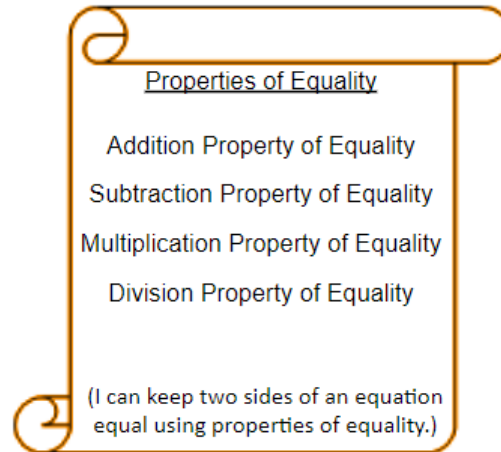 Properties of Equality
Addition Property of Equality
Subtraction Property of Equality
Multiplication Property of Equality
Division Property of Equality
(I can keep two sides of an equation
equal using properties of equality.)